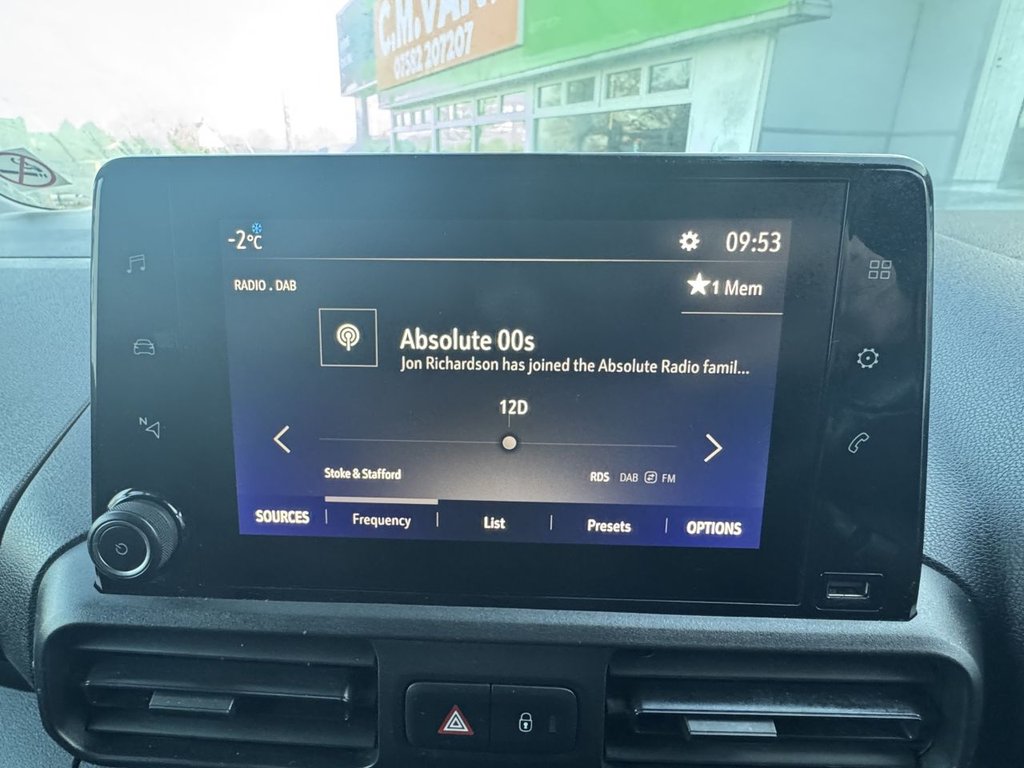 C.M.VAN
07582 207207
-2°C
09:53
RADIO . DAB
1 Mem
Absolute 00s
Jon Richardson has joined the Absolute Radio famil...
12D
Stoke & Stafford
RDS DAB FM
SOURCES Frequency List Presets OPTIONS
N